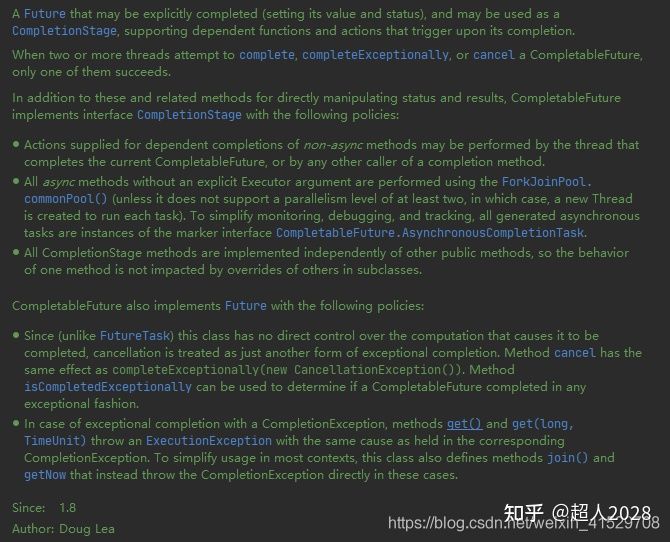 A Future that may be explicitly completed (setting its value and status), and may be used as a
CompletionStage, supporting dependent functions and actions that trigger upon its completion.
When two or more threads attempt to complete, completeExceptionally, or cancel a CompletableFuture,
only one of them succeeds.
In addition to these and related methods for directly manipulating status and results, CompletableFuture
implements interface CompletionStage with the following policies:
● Actions supplied for dependent completions of non-async methods may be performed by the thread that
completes the current CompletableFuture, or by any other caller of a completion method.
● All async methods without an explicit Executor argument are performed using the ForkJoinPool.
commonPool() (unless it does not support a parallelism level of at least two, in which case, a new Thread
is created to run each task). To simplify monitoring, debugging, and tracking, all generated asynchronous
tasks are instances of the marker interface CompletableFuture.AsynchronousCompletionTask.
● All CompletionStage methods are implemented independently of other public methods, so the behavior
of one method is not impacted by overrides of others in subclasses.
CompletableFuture also implements Future with the following policies:
● Since (unlike FutureTask) this class has no direct control over the computation that causes it to be
completed, cancellation is treated as just another form of exceptional completion. Method cancel has the
same effect as completeExceptionally(new CancellationException()). Method
isCompletedExceptionally can be used to determine if a CompletableFuture completed in any
exceptional fashion.
● In case of exceptional completion with a CompletionException, methods get() and get(long,
TimeUnit) throw an ExecutionException with the same cause as held in the corresponding
CompletionException. To simplify usage in most contexts, this class also defines methods join() and
getNow that instead throw the CompletionException directly in these cases.
Since: 1.8
知乎 @超人2028
https://blog.csdn.net/weixin_41529708
Author: Doug Lea